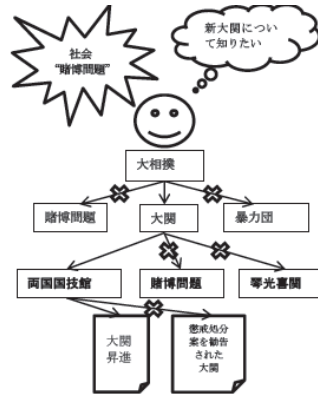 社会
“賭博問題”
新大関につい
て知りたい
大相撲
賭博問題
大関
暴力団
両国国技館
賭博問題
琴光喜関
大関
昇進
懲戒処分
案を勧告
された
大関